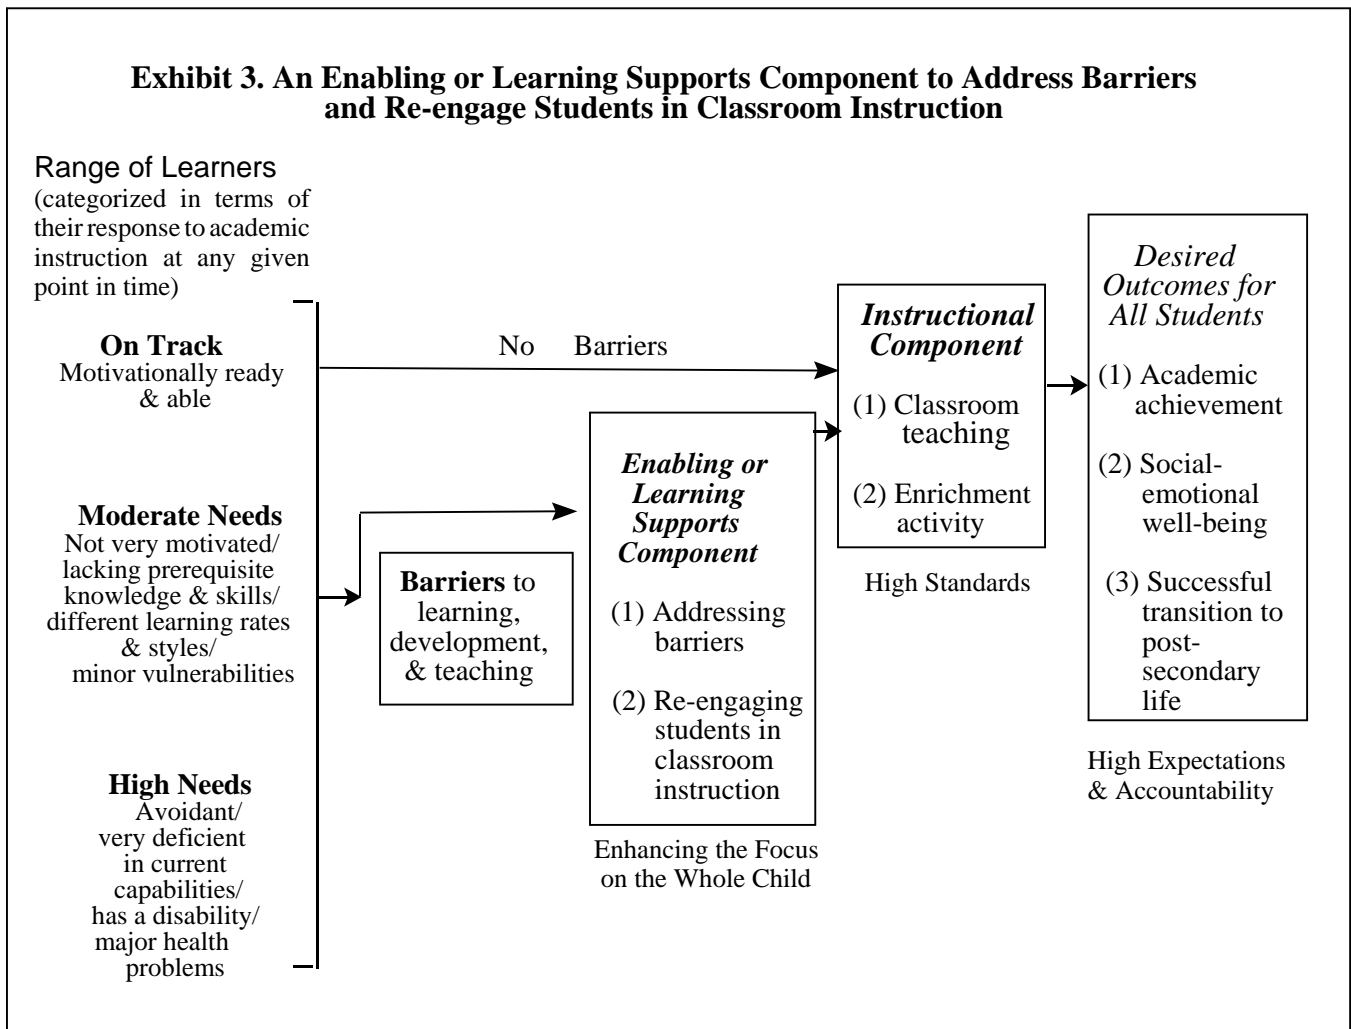 Exhibit 3. An Enabling or Learning Supports Component to Address Barriers
and Re-engage Students in Classroom Instruction
Range of Learners
(categorized in terms of
their response to academic
instruction at any given
point in time)
On Track
Motivationally ready
& able
No Barriers
Moderate Needs
Not very motivated/
lacking prerequisite
knowledge & skills/
different learning rates
& styles/
minor vulnerabilities
High Needs
Avoidant/
very deficient
in current
capabilities/
has a disability/
major health
problems
Barriers to
learning,
development,
& teaching
Enabling or
Learning
Supports
Component
(1) Addressing
barriers
(2) Re-engaging
students in
classroom
instruction
Enhancing the Focus
on the Whole Child
Instructional
Component
(1) Classroom
teaching
(2) Enrichment
activity
High Standards
Desired
Outcomes for
All Students
(1) Academic
achievement
(2) Social-
emotional
well-being
(3) Successful
transition to
post-
secondary
life
High Expectations
& Accountability